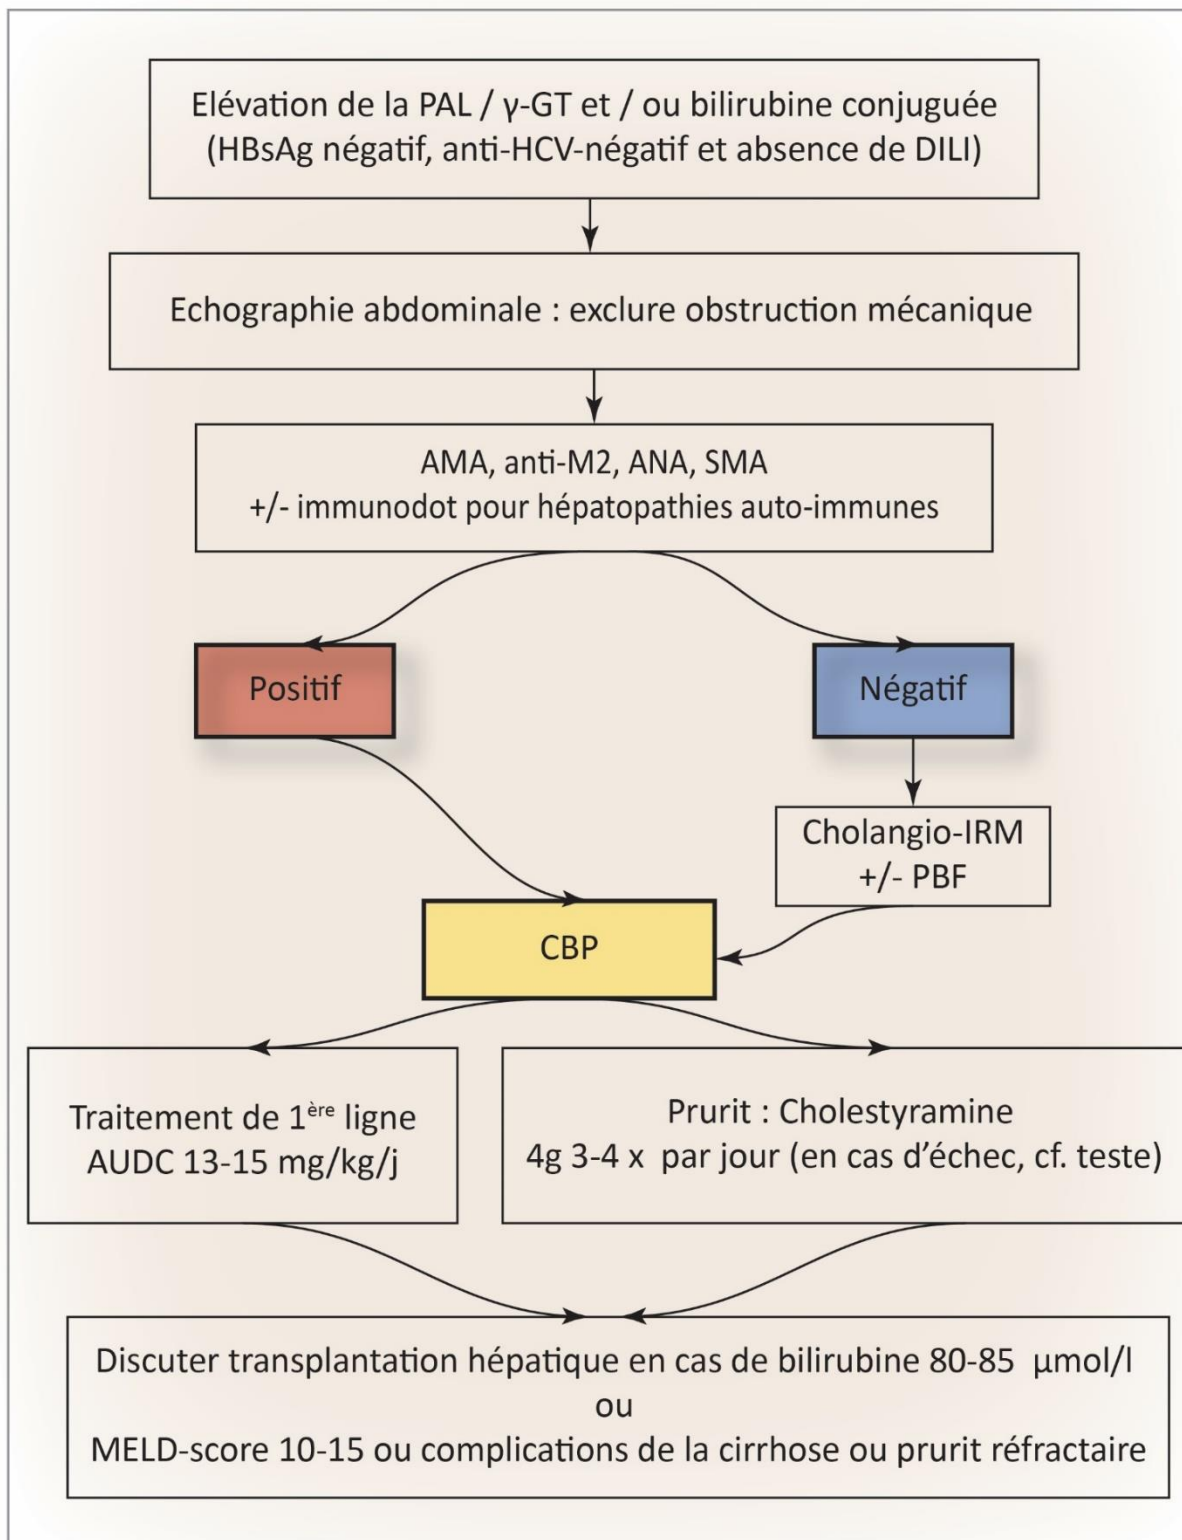 Elévation de la PAL / γ-GT et / ou bilirubine conjuguée
(HBsAg négatif, anti-HCV-négatif et absence de DILI)
Echographie abdominale : exclure obstruction mécanique
AMA, anti-M2, ANA, SMA
+/- immunodot pour hépatopathies auto-immunes
Positif
Négatif
Cholangio-IRM
+/- PBF
CBP
Traitement de 1ère ligne
AUDC 13-15 mg/kg/j
Prurit : Cholestyramine
4g 3-4 x par jour (en cas d’échec, cf. teste)
Discuter transplantation hépatique en cas de bilirubine 80-85 µmol/l
ou
MELD-score 10-15 ou complications de la cirrhose ou prurit réfractaire